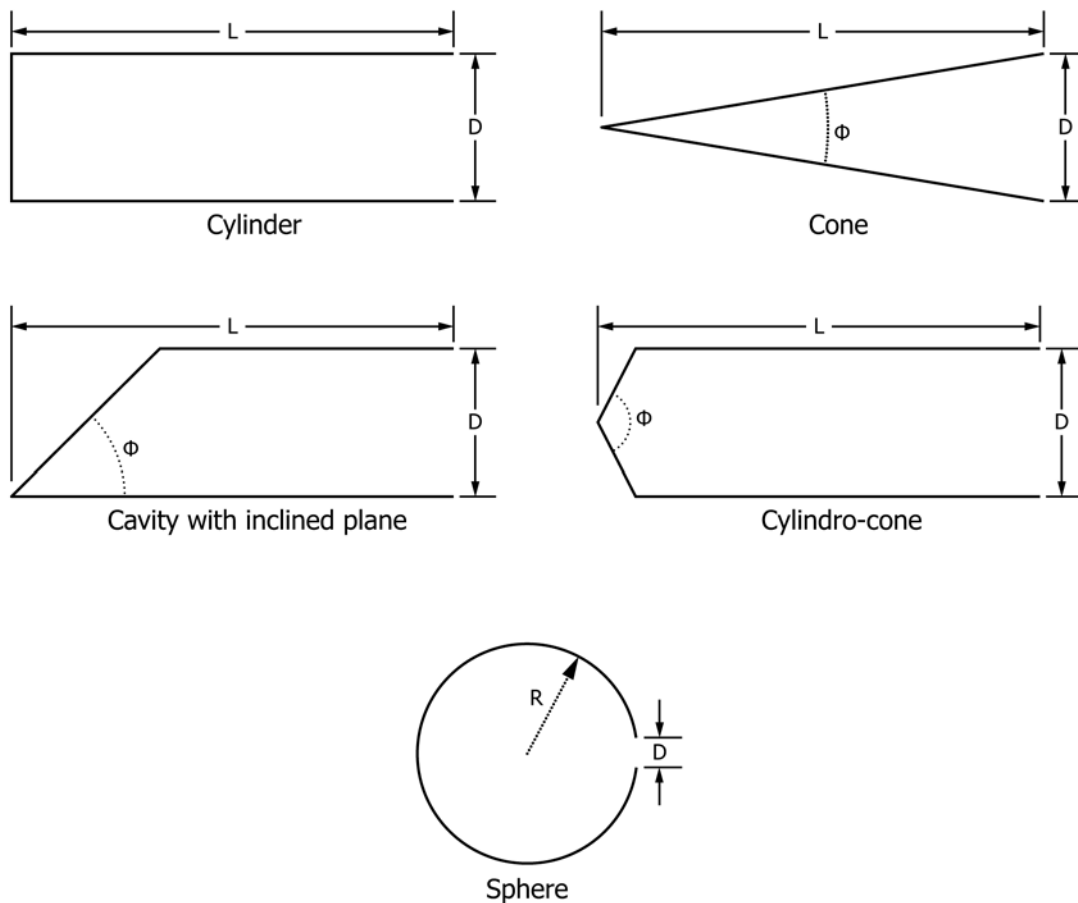 L
L
D
D
Φ
Cylinder
Cone
L
L
D
D
Φ
Φ
Cavity with inclined plane
Cylindro-cone
R
D
Sphere